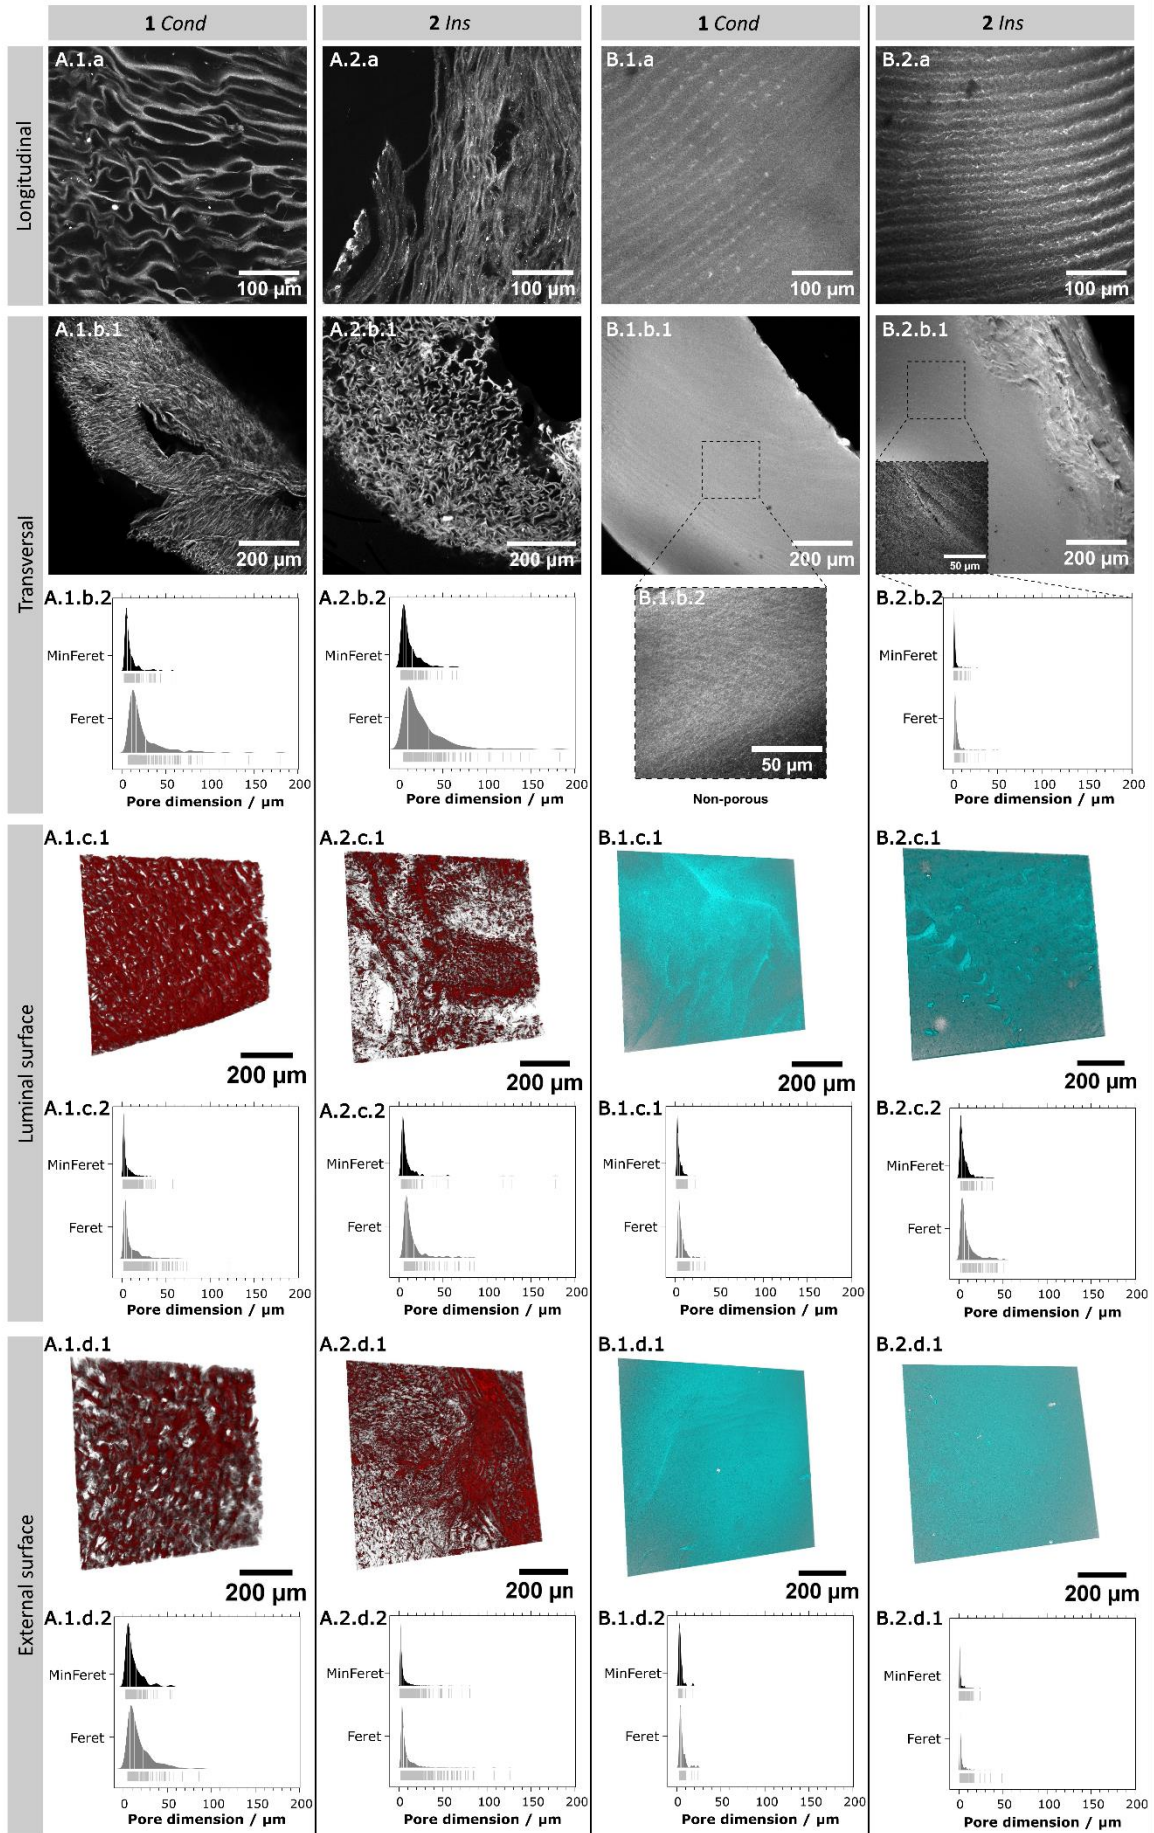 1 Cond
2 Ins
1 Cond
2 Ins
Longitudinal
A.1.a
A.2.a
B.1.a
B.2.a
100 µm
100 µm
100 µm
100 µm
Transversal
A.1.b.1
A.2.b.1
B.1.b.1
B.2.b.1
200 µm
200 µm
200 µm
50 µm
200 µm
A.1.b.2
MinFeret
Feret
0 50 100 150 200
Pore dimension / µm
A.2.b.2
MinFeret
Feret
0 50 100 150 200
Pore dimension / µm
B.1.b.2
50 µm
Non-porous
B.2.b.2
MinFeret
Feret
0 50 100 150 200
Pore dimension / µm
Luminal surface
A.1.c.1
A.2.c.1
B.1.c.1
B.2.c.1
200 µm
200 µm
200 µm
200 µm
A.1.c.2
MinFeret
Feret
0 50 100 150 200
Pore dimension / µm
A.2.c.2
MinFeret
Feret
0 50 100 150 200
Pore dimension / µm
B.1.c.1
MinFeret
Feret
0 50 100 150 200
Pore dimension / µm
B.2.c.2
MinFeret
Feret
0 50 100 150 200
Pore dimension / µm
External surface
A.1.d.1
A.2.d.1
B.1.d.1
B.2.d.1
200 µm
200 µm
200 µm
200 µm
A.1.d.2
MinFeret
Feret
0 50 100 150 200
Pore dimension / µm
A.2.d.2
MinFeret
Feret
0 50 100 150 200
Pore dimension / µm
B.1.d.2
MinFeret
Feret
0 50 100 150 200
Pore dimension / µm
B.2.d.1
MinFeret
Feret
0 50 100 150 200
Pore dimension / µm